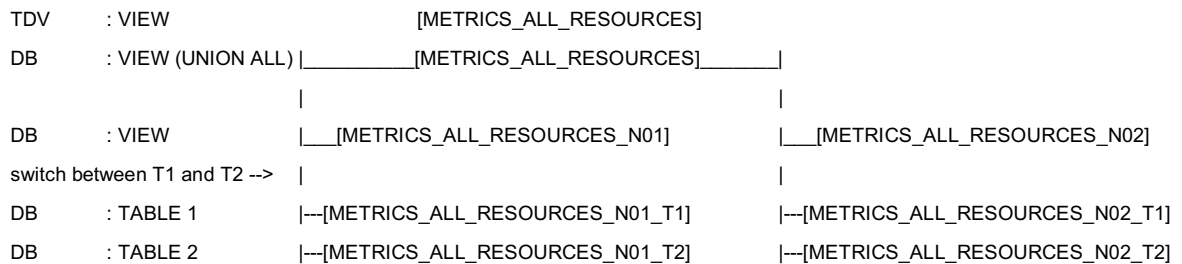 TDV : VIEW [METRICS_ALL_RESOURCES]
DB : VIEW (UNION ALL) |__________[METRICS_ALL_RESOURCES]_______|
| |
DB : VIEW |___[METRICS_ALL_RESOURCES_N01] |___[METRICS_ALL_RESOURCES_N02]
switch between T1 and T2 --> | |
DB : TABLE 1 |---[METRICS_ALL_RESOURCES_N01_T1] |---[METRICS_ALL_RESOURCES_N02_T1]
DB : TABLE 2 |---[METRICS_ALL_RESOURCES_N01_T2] |---[METRICS_ALL_RESOURCES_N02_T2]